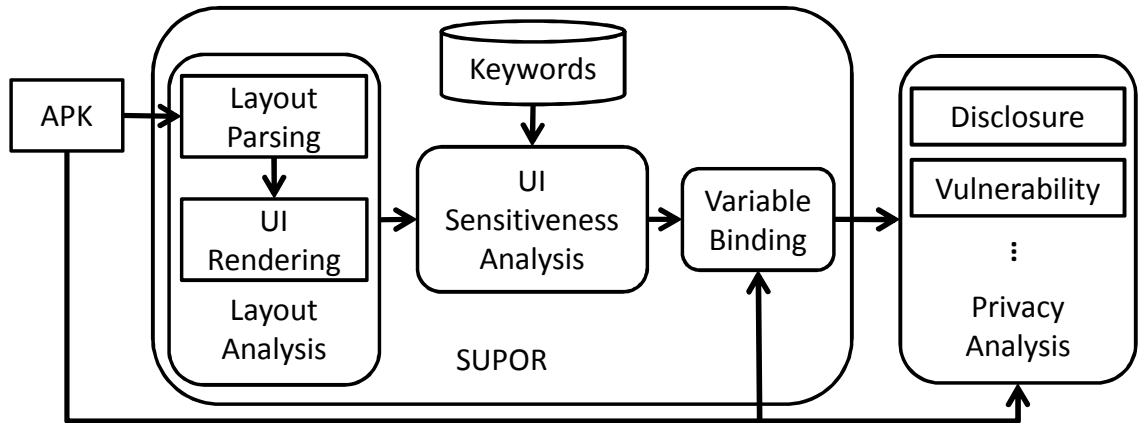 APK
Layout
Parsing
UI
Rendering
Layout
Analysis
Keywords
UI
Sensitiveness
Analysis
SUPOR
Variable
Binding
Disclosure
Vulnerability
...
Privacy
Analysis